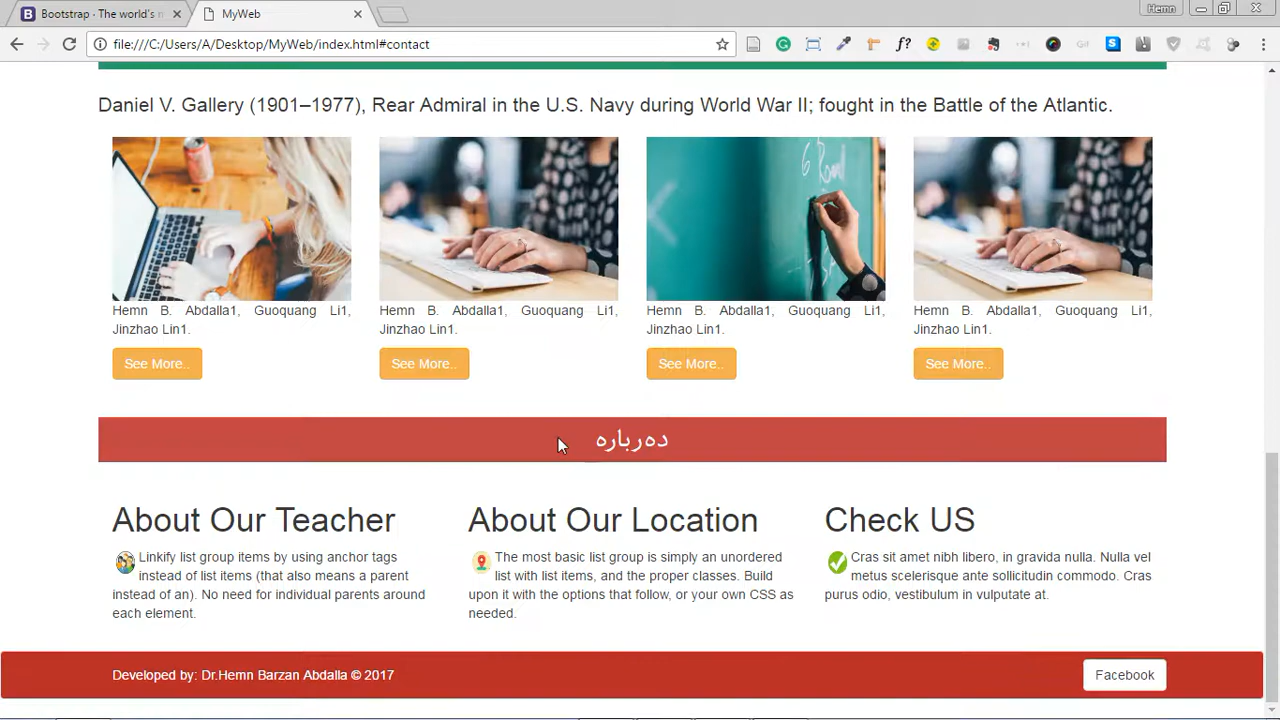 Bootstrap - The world's m
MyWeb
Hemn
file:///C:/Users/A/Desktop/MyWeb/index.html#contact
f?
Daniel V. Gallery (1901–1977), Rear Admiral in the U.S. Navy during World War II; fought in the Battle of the Atlantic.
Hemn B. Abdalla1, Guoquang Li1,
Jinzhao Lin1.
See More..
Hemn B. Abdalla1, Guoquang Li1,
Jinzhao Lin1.
See More..
Hemn B. Abdalla1, Guoquang Li1,
Jinzhao Lin1.
See More..
Hemn B. Abdalla1, Guoquang Li1,
Jinzhao Lin1.
See More..
دەربارە
About Our Teacher
Linkify list group items by using anchor tags
instead of list items (that also means a parent
instead of an). No need for individual parents around
each element.
About Our Location
The most basic list group is simply an unordered
list with list items, and the proper classes. Build
upon it with the options that follow, or your own CSS as
needed.
Check US
Cras sit amet nibh libero, in gravida nulla. Nulla vel
metus scelerisque ante sollicitudin commodo. Cras
purus odio, vestibulum in vulputate at.
Developed by: Dr.Hemn Barzan Abdalla © 2017
Facebook